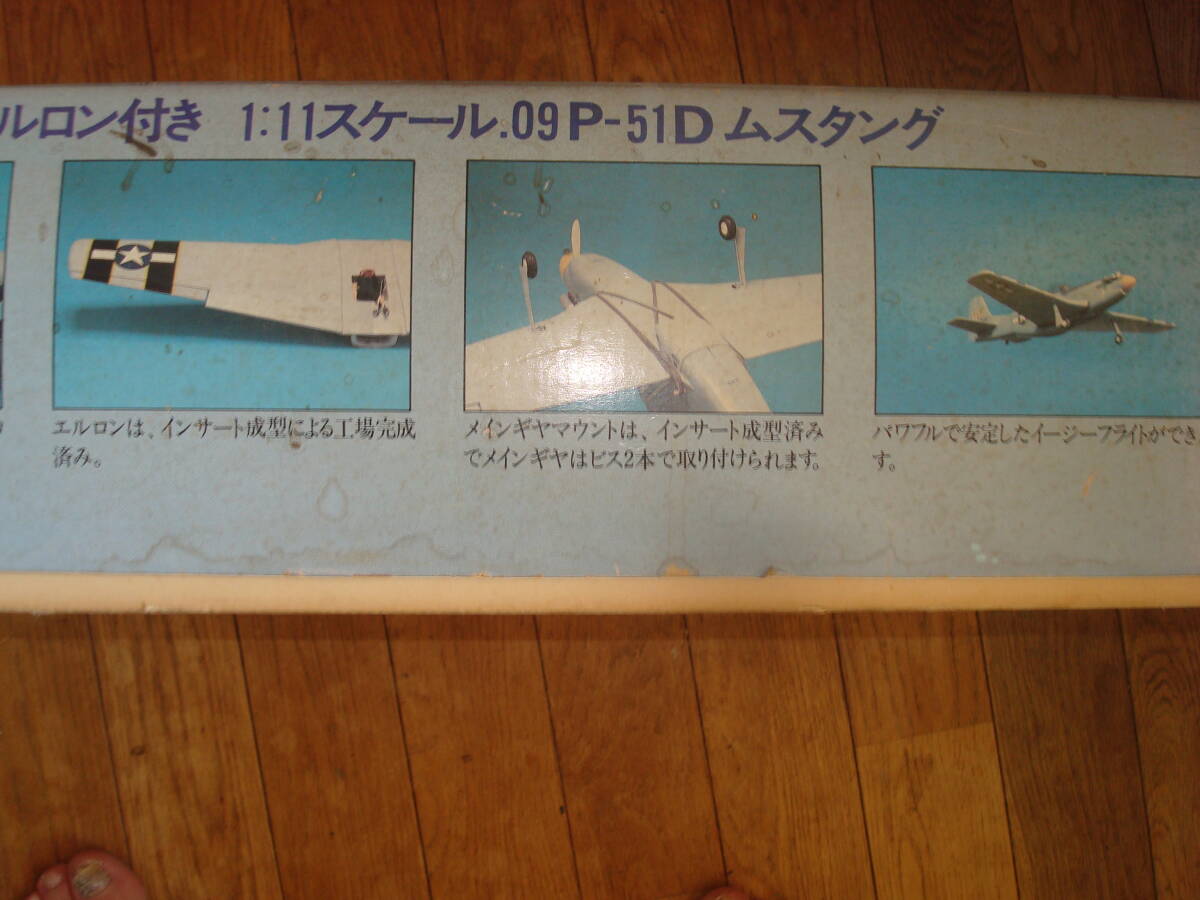 ルロン付き 1:11スケール.09 P-51D ムスタング
エルロンは、インサート成型による工場完成
済み。
メインギヤマウントは、インサート成型済み
でメインギヤはビス2本で取り付けられます。
パワフルで安定したイージーフライトができ
す。